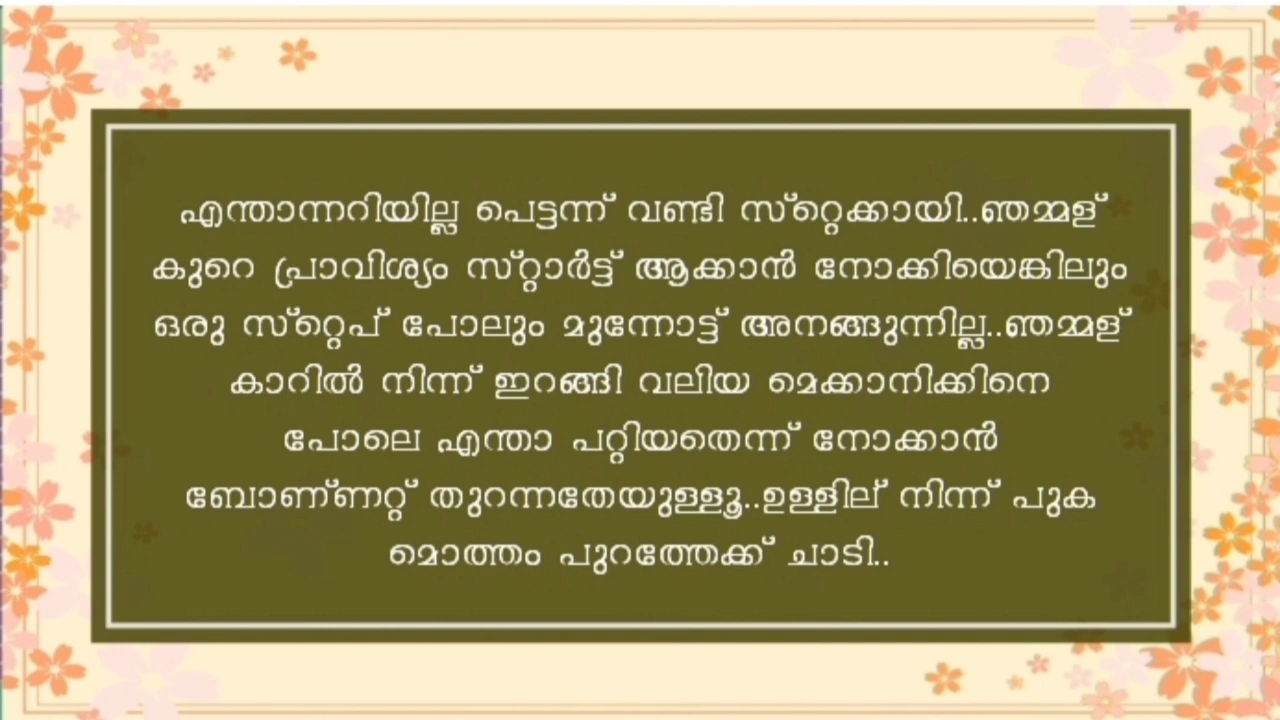 എന്താന്നറിയില്ല പെട്ടന്ന് വണ്ടി സ്റ്റെക്കായി..ഞമ്മള്
കുറെ പ്രാവിശ്യം സ്റ്റാർട്ട് ആക്കാൻ നോക്കിയെങ്കിലും
ഒരു സ്റ്റെപ് പോലും മുന്നോട്ട് അനങ്ങുന്നില്ല..ഞമ്മള്
കാറിൽ നിന്ന് ഇറങ്ങി വലിയ മെക്കാനിക്കിനെ
പോലെ എന്താ പറ്റിയതെന്ന് നോക്കാൻ
ബോണ്ണറ്റ് തുറന്നതേയുള്ളൂ..ഉള്ളില് നിന്ന് പുക
മൊത്തം പുറത്തേക്ക് ചാടി..